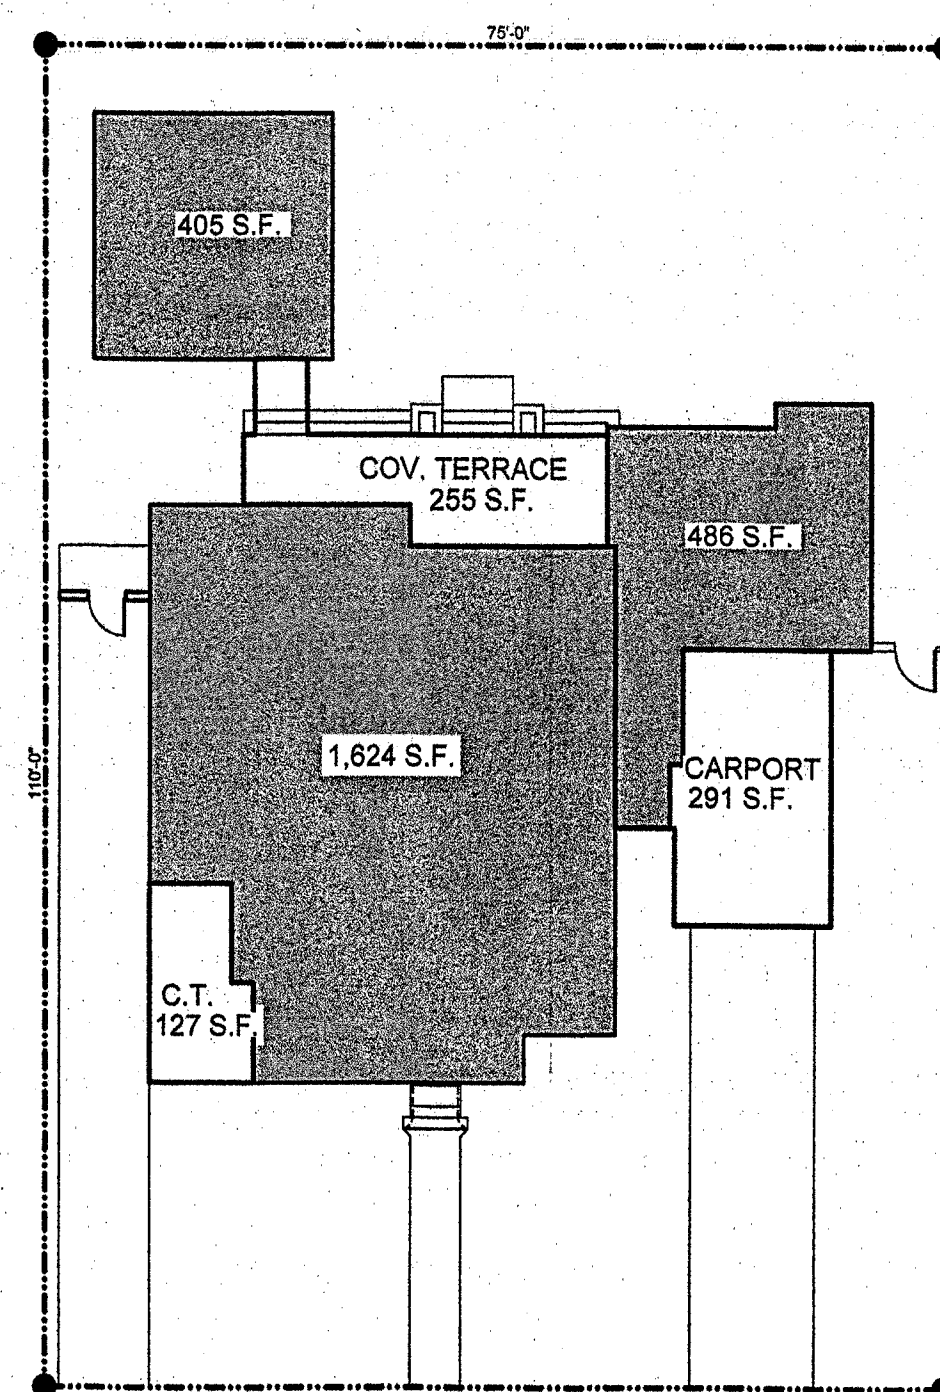 75'-0"
405 S.F.
COV. TERRACE
255 S.F.
486 S.F.
110'-0"
1,624 S.F.
CARPORT
291 S.F.
C.T.
127 S.F.